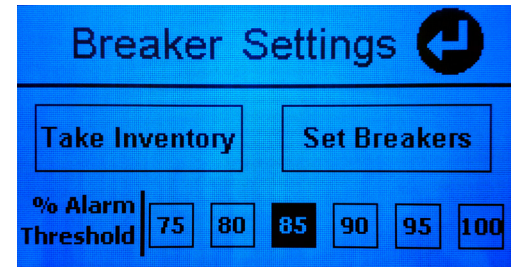 Breaker Settings
Take Inventory Set Breakers
% Alarm
Threshold 75 80 85 90 95 100